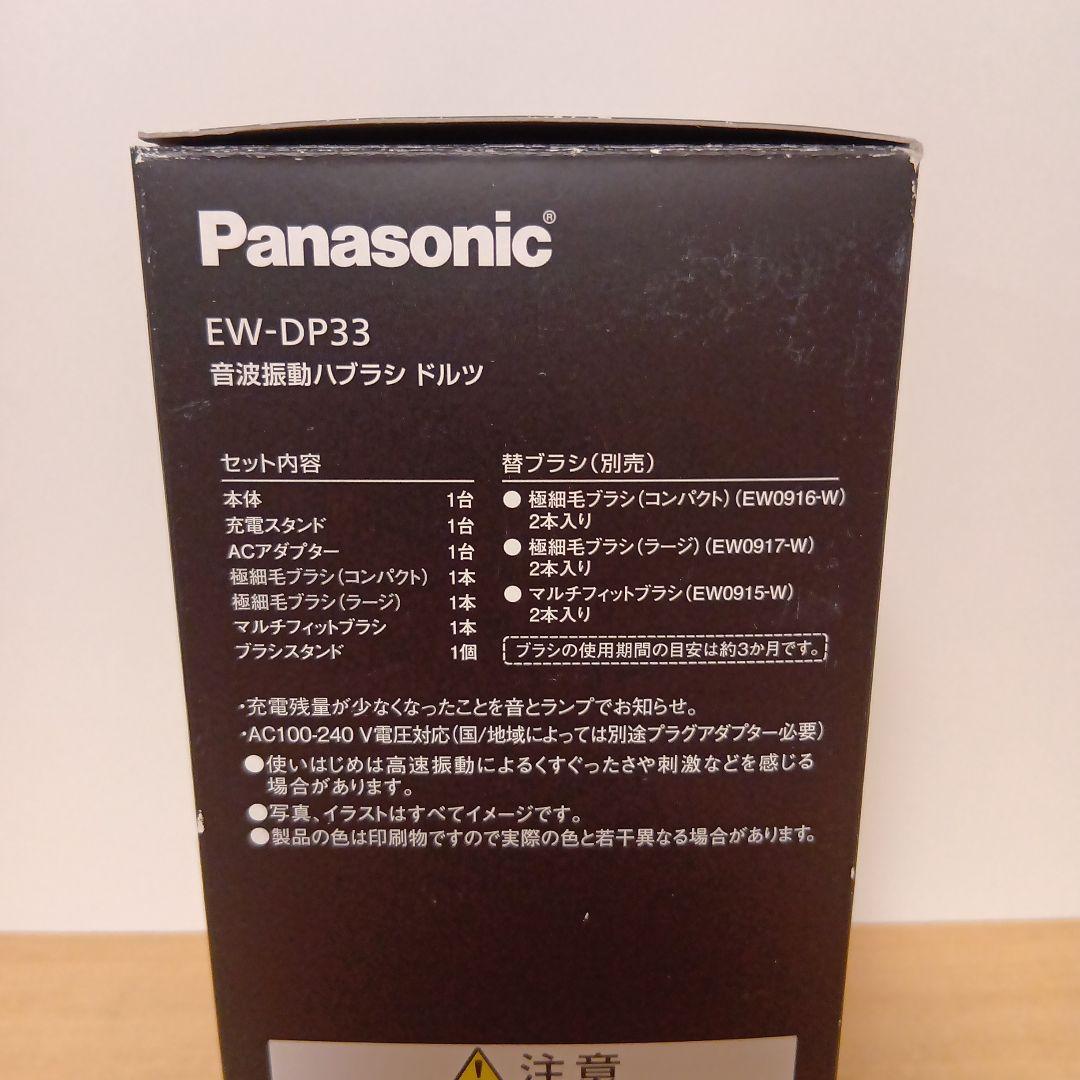 Panasonic®
EW-DP33
音波振動ハブラシ ドルツ
セット内容
本体 1台
充電スタンド 1台
ACアダプター 1台
極細毛ブラシ(コンパクト) 1本
極細毛ブラシ(ラージ) 1本
マルチフィットブラシ 1本
ブラシスタンド 1個
替ブラシ(別売)
● 極細毛ブラシ(コンパクト)(EW0916-W)
2本入り
● 極細毛ブラシ(ラージ)(EW0917-W)
2本入り
● マルチフィットブラシ(EW0915-W)
2本入り
ブラシの使用期間の目安は約3か月です。
・充電残量が少なくなったことを音とランプでお知らせ。
・AC100-240 V電圧対応(国/地域によっては別途プラグアダプター必要)
●使いはじめは高速振動によるくすぐったさや刺激などを感じる
場合があります。
●写真、イラストはすべてイメージです。
●製品の色は印刷物ですので実際の色と若干異なる場合があります。
注意